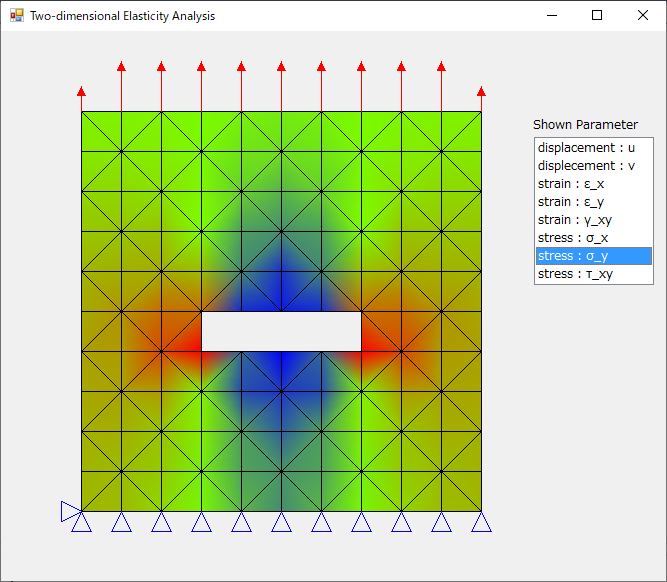 Two-dimensional Elasticity Analysis
Shown Parameter
displacement : u
displecement : v
strain : ε_x
strain : ε_y
strain : γ_xy
stress : σ_x
stress : σ_y
stress : τ_xy